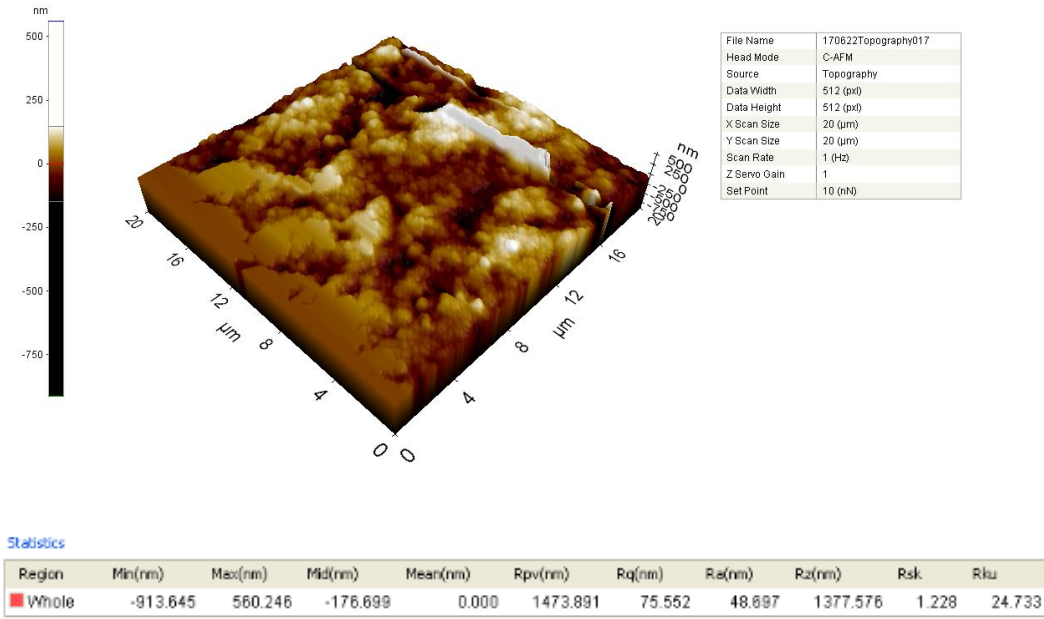 nm
500
250
0
-250
-500
-750
File Name 170622Topography017
Head Mode C-AFM
Source Topography
Data Width 512 (pxl)
Data Height 512 (pxl)
X Scan Size 20 (µm)
Y Scan Size 20 (µm)
Scan Rate 1 (Hz)
Z Servo Gain 1
Set Point 10 (nN)
nm
500
250
-250
20
16
12
µm
8
4
0
0
4
8
µm
12
16
Statistics
Region Min(nm) Max(nm) Mid(nm) Mean(nm) Rpv(nm) Rq(nm) Ra(nm) Rz(nm) Rsk Rku
Whole -913.645 560.246 -176.699 0.000 1473.891 75.552 48.697 1377.576 1.228 24.733